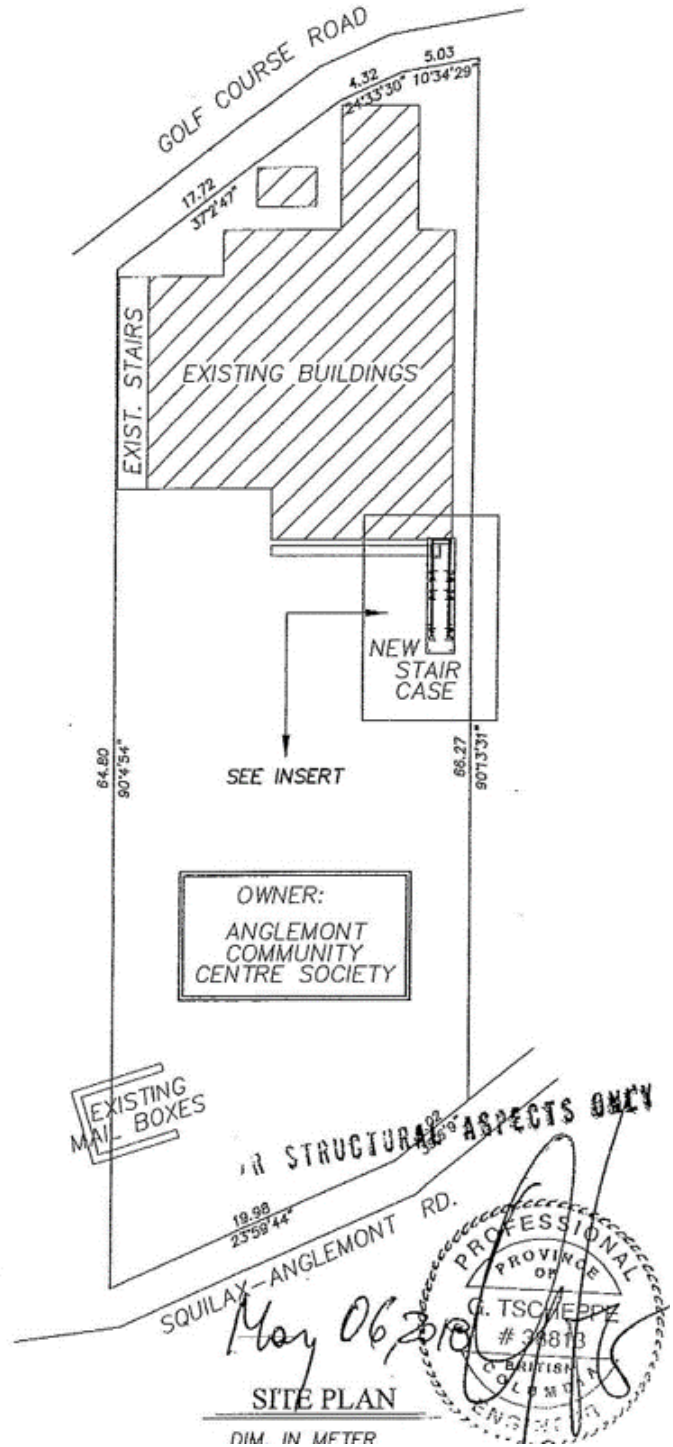 GOLF COURSE ROAD
5.03
10°34'29"
4.32
24°33'30"
17.72
37°2'47"
EXIST. STAIRS
EXISTING BUILDINGS
NEW
STAIR
CASE
SEE INSERT
64.80
90°4'54"
66.27
90°13'31"
OWNER:
ANGLEMONT
COMMUNITY
CENTRE SOCIETY
EXISTING
MAIL BOXES
STRUCTURAL ASPECTS ONLY
19.98
23°59'44"
SQUILAX-ANGLEMONT RD.
May 06, 2010
PROFESSIONAL
PROVINCE
OF
G. TSCHEPPE
BRITISH
COLUMBIA
SITE PLAN
DIM. IN METER